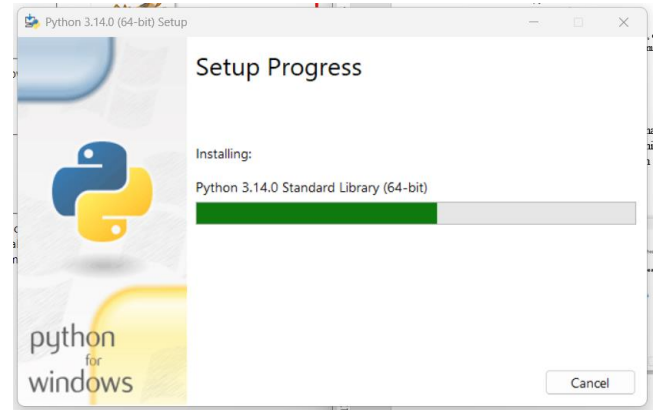 Python 3.14.0 (64-bit) Setup
Setup Progress
Installing:
Python 3.14.0 Standard Library (64-bit)
python
for
windows
Cancel